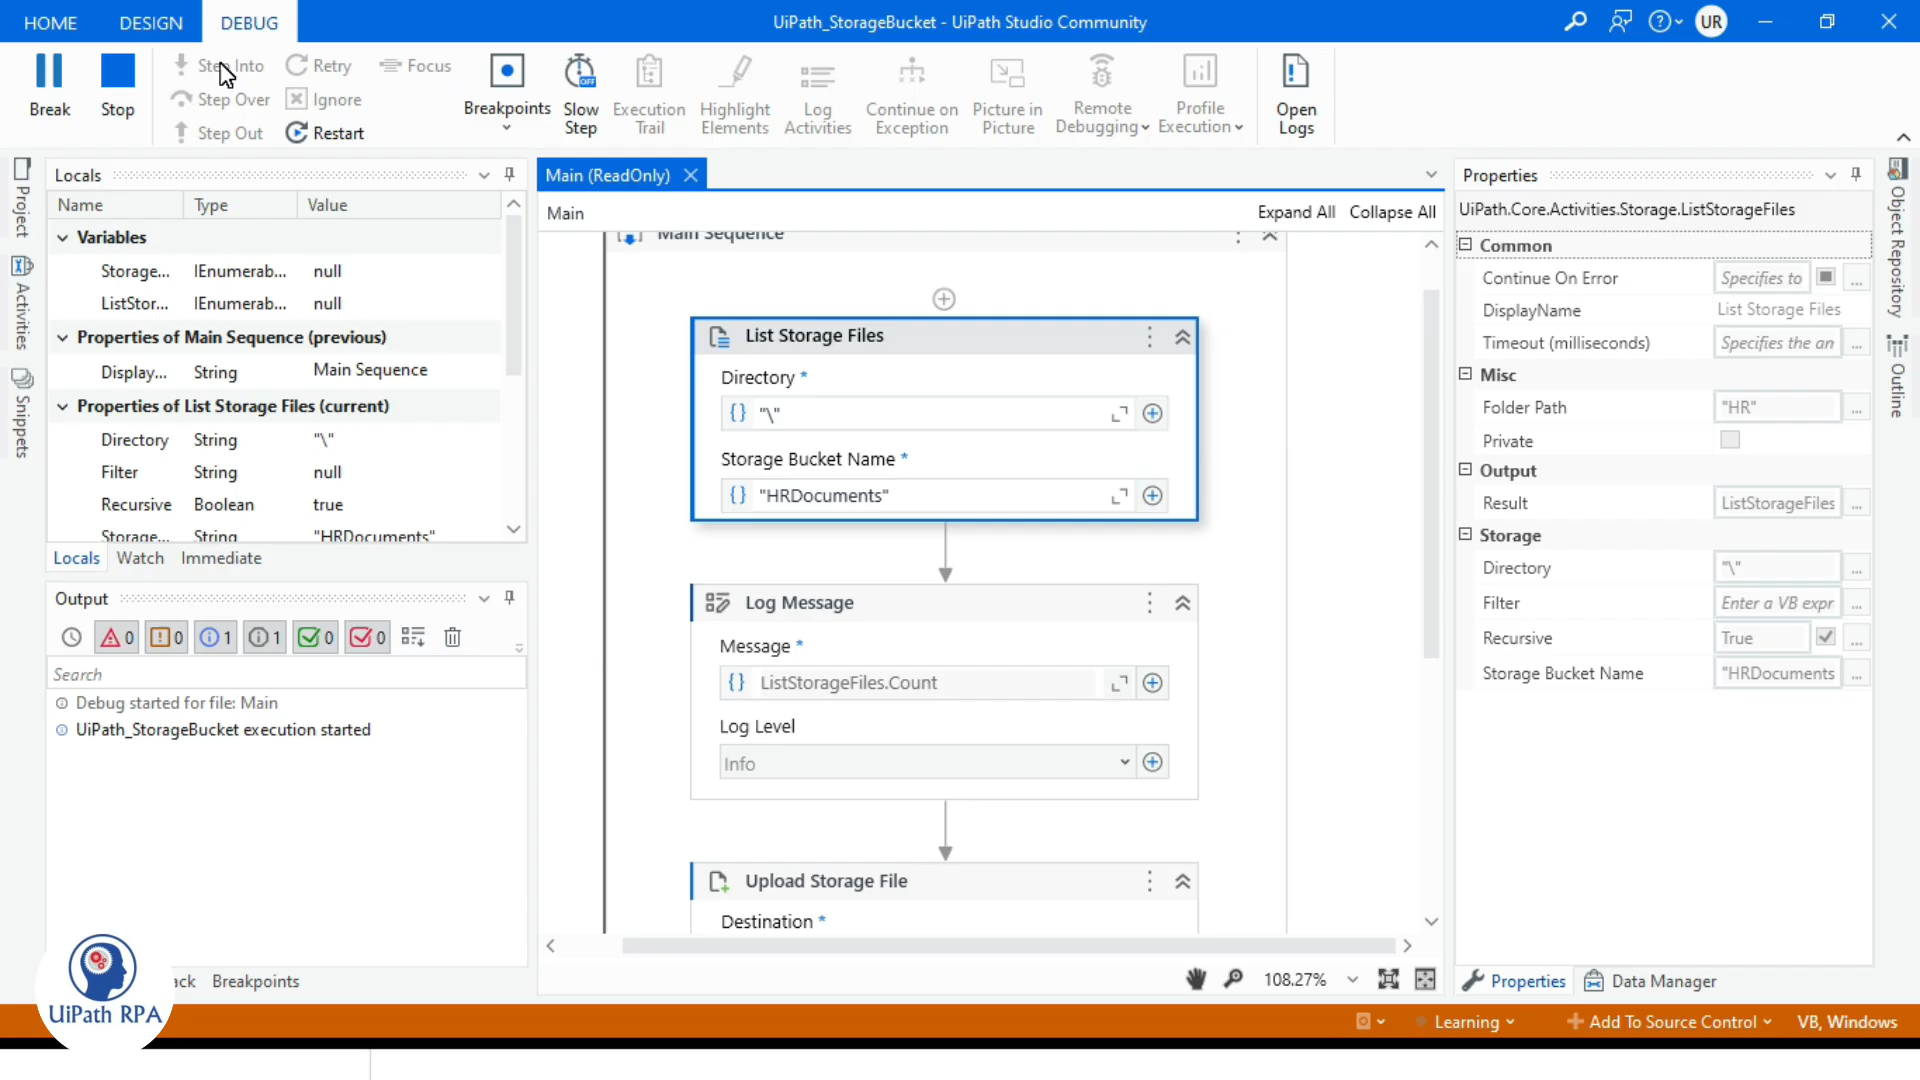 HOME DESIGN DEBUG
UiPath_StorageBucket - UiPath Studio Community
UR
Break
Stop
Step Into
Step Over
Step Out
Retry
Ignore
Restart
Focus
Breakpoints
Slow Step
Execution Trail
Highlight Elements
Log Activities
Continue on Exception
Picture in Picture
Remote Debugging
Profile Execution
Open Logs
Project
Activities
Snippets
Locals
Name Type Value
Variables
Storage... IEnumerab... null
ListStor... IEnumerab... null
Properties of Main Sequence (previous)
Display... String Main Sequence
Properties of List Storage Files (current)
Directory String "\"
Filter String null
Recursive Boolean true
Storage... String "HRDocuments"
Locals Watch Immediate
Output
0 0 1 1 0 0
Search
Debug started for file: Main
UiPath_StorageBucket execution started
Breakpoints
UiPath RPA
Main (ReadOnly)
Main
Expand All Collapse All
Main Sequence
List Storage Files
Directory *
"\"
Storage Bucket Name *
"HRDocuments"
Log Message
Message *
ListStorageFiles.Count
Log Level
Info
Upload Storage File
Destination *
108.27%
Properties
UiPath.Core.Activities.Storage.ListStorageFiles
Common
Continue On Error Specifies to ...
DisplayName List Storage Files
Timeout (milliseconds) Specifies the an ...
Misc
Folder Path "HR" ...
Private
Output
Result ListStorageFiles ...
Storage
Directory "\" ...
Filter Enter a VB expr ...
Recursive True ...
Storage Bucket Name "HRDocuments ...
Properties Data Manager
Object Repository
Outline
Learning
Add To Source Control
VB, Windows